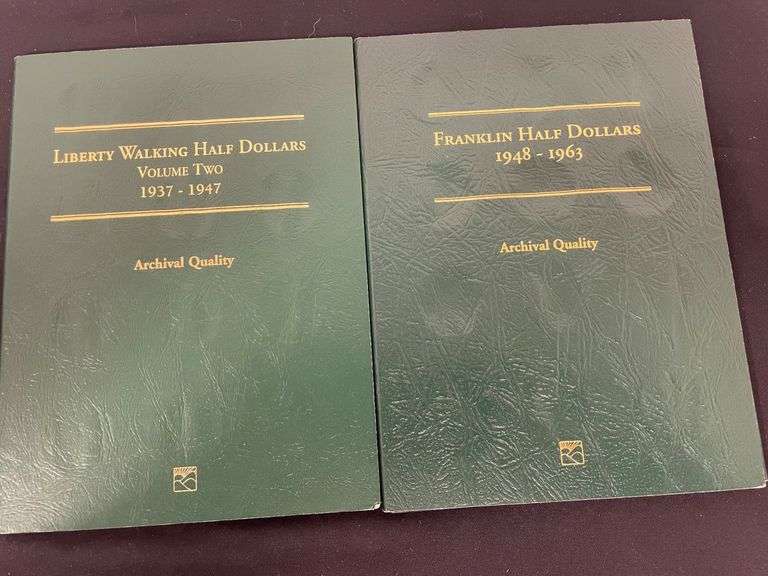 Liberty Walking Half Dollars
Volume Two
1937 - 1947
Archival Quality
Franklin Half Dollars
1948 - 1963
Archival Quality